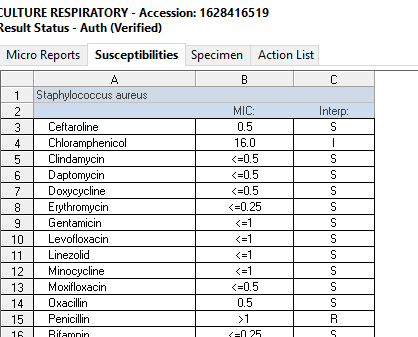 CULTURE RESPIRATORY - Accession: 1628416519
Result Status - Auth (Verified)
Micro Reports Susceptibilities Specimen Action List
A B C
1 Staphylococcus aureus
2 MIC: Interp:
3 Ceftaroline 0.5 S
4 Chloramphenicol 16.0 I
5 Clindamycin <=0.5 S
6 Daptomycin <=0.5 S
7 Doxycycline <=0.5 S
8 Erythromycin <=0.25 S
9 Gentamicin <=1 S
10 Levofloxacin <=1 S
11 Linezolid <=1 S
12 Minocycline <=1 S
13 Moxifloxacin <=0.5 S
14 Oxacillin 0.5 S
15 Penicillin >1 R
16 Rifampin <=0.25 S